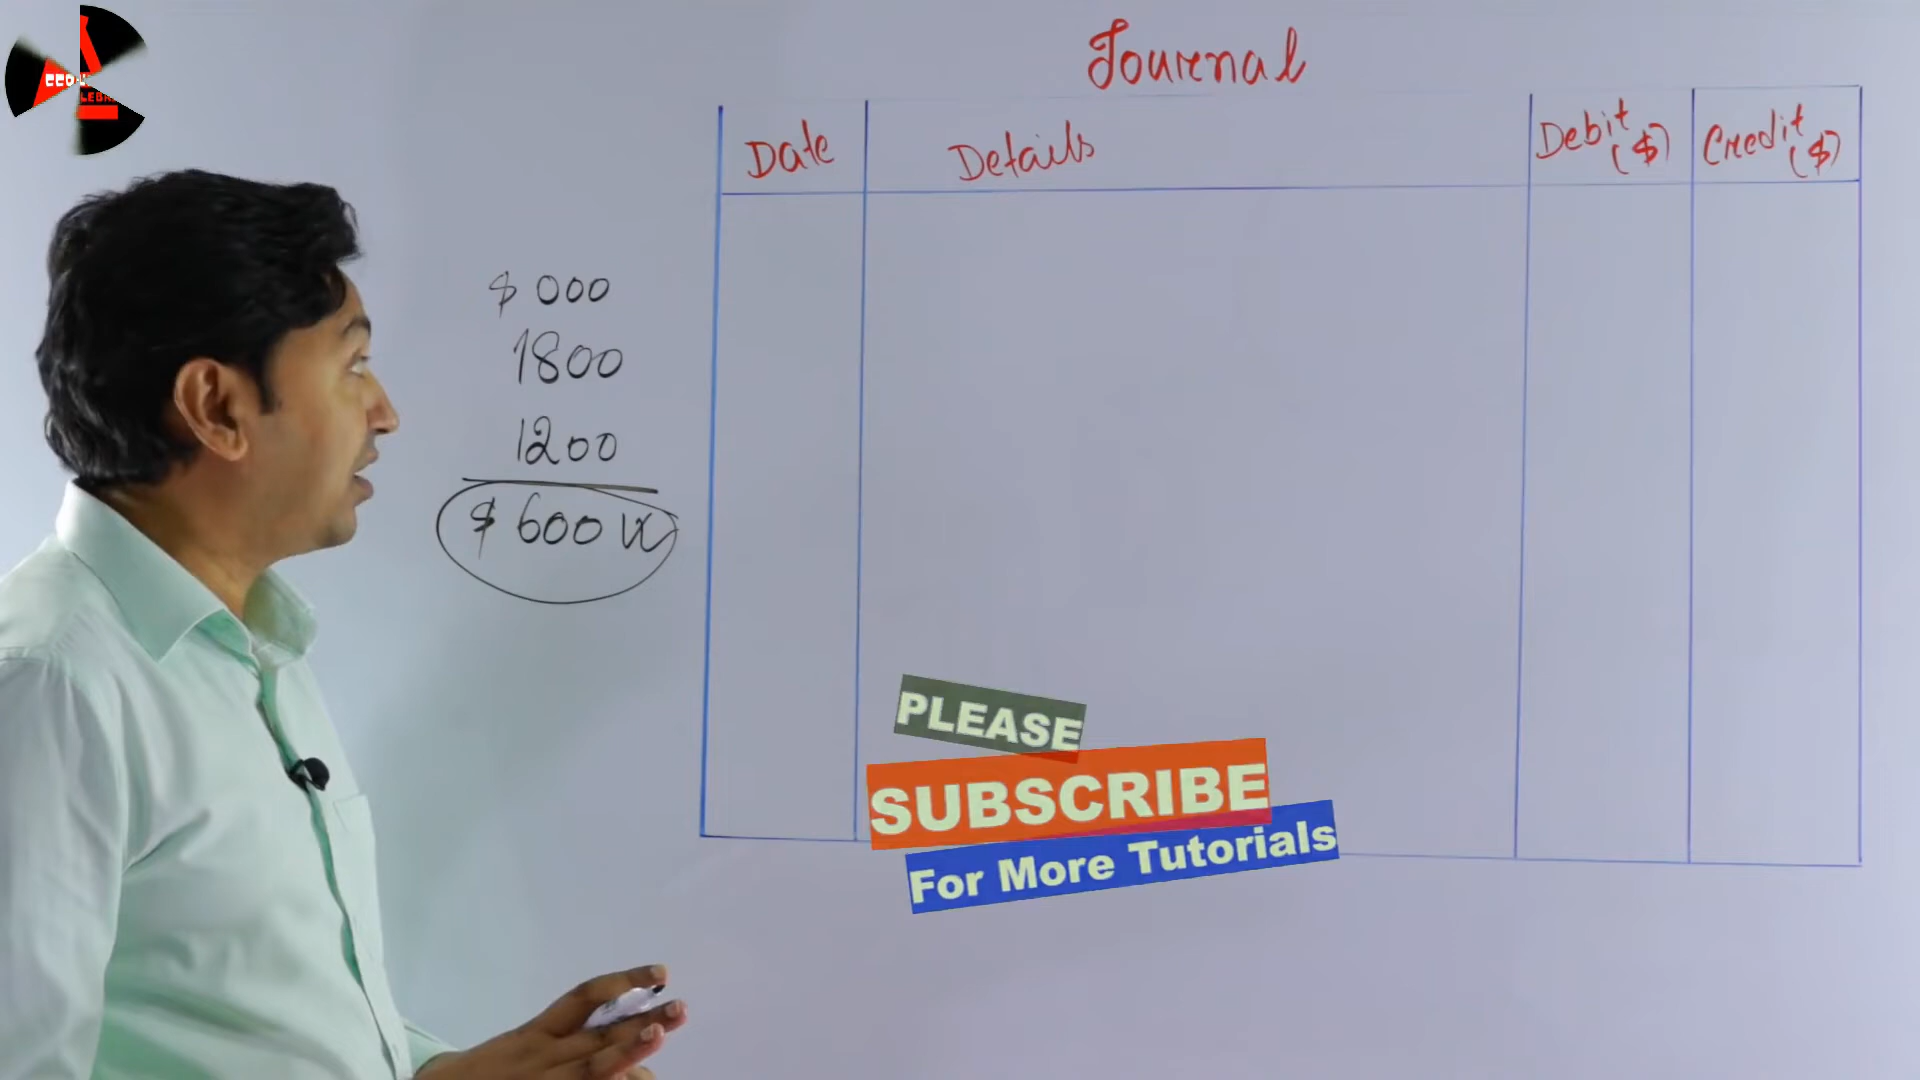 Journal
Date Details Debit ($) Credit ($)
$ 000
1800
1200
$ 600
PLEASE
SUBSCRIBE
For More Tutorials